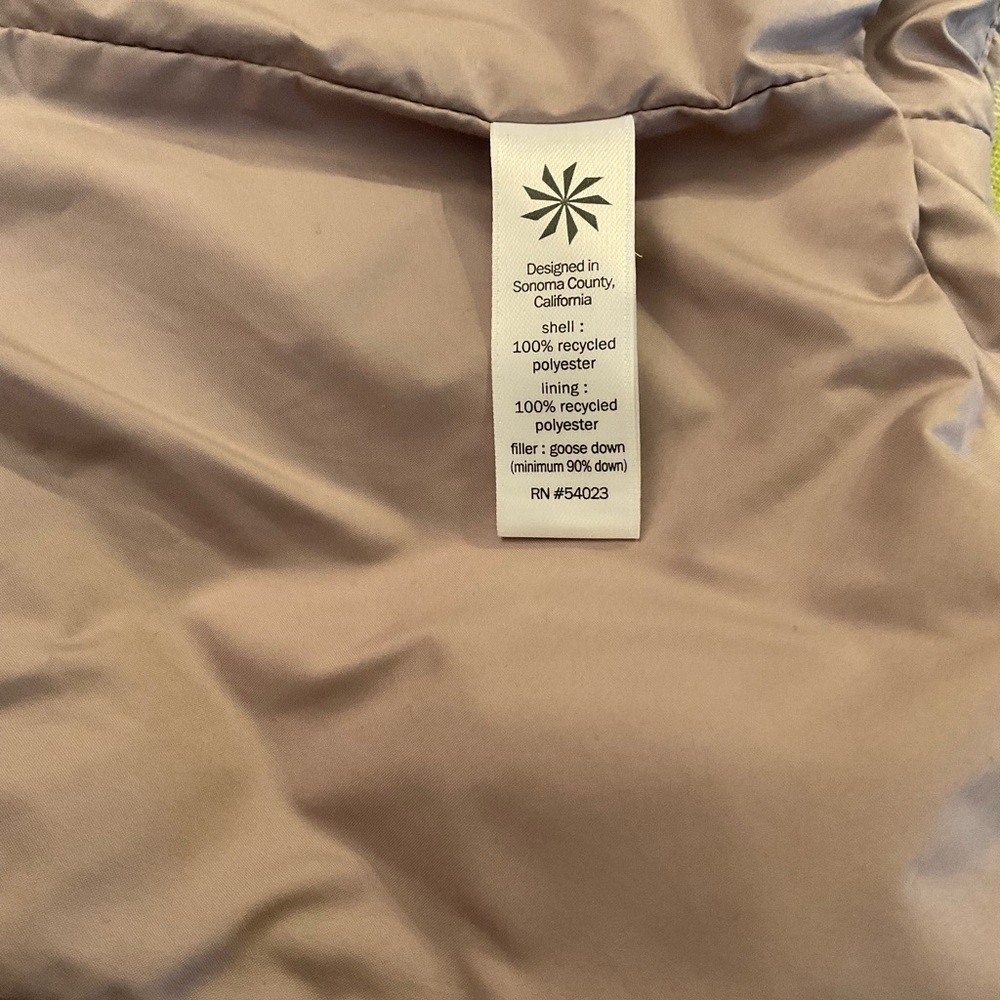 Designed in
Sonoma County,
California
shell :
100% recycled
polyester
lining :
100% recycled
polyester
filler : goose down
(minimum 90% down)
RN #54023